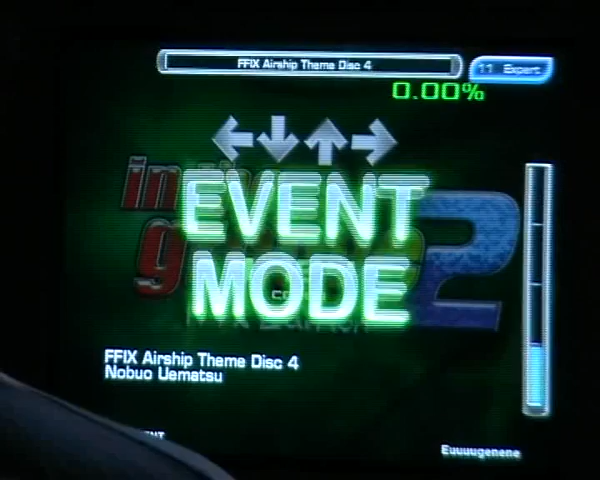 FFIX Airship Theme Disc 4
11 Expert
0.00%
EVENT
MODE
2
FFIX Airship Theme Disc 4
Nobuo Uematsu
Euuuugenene